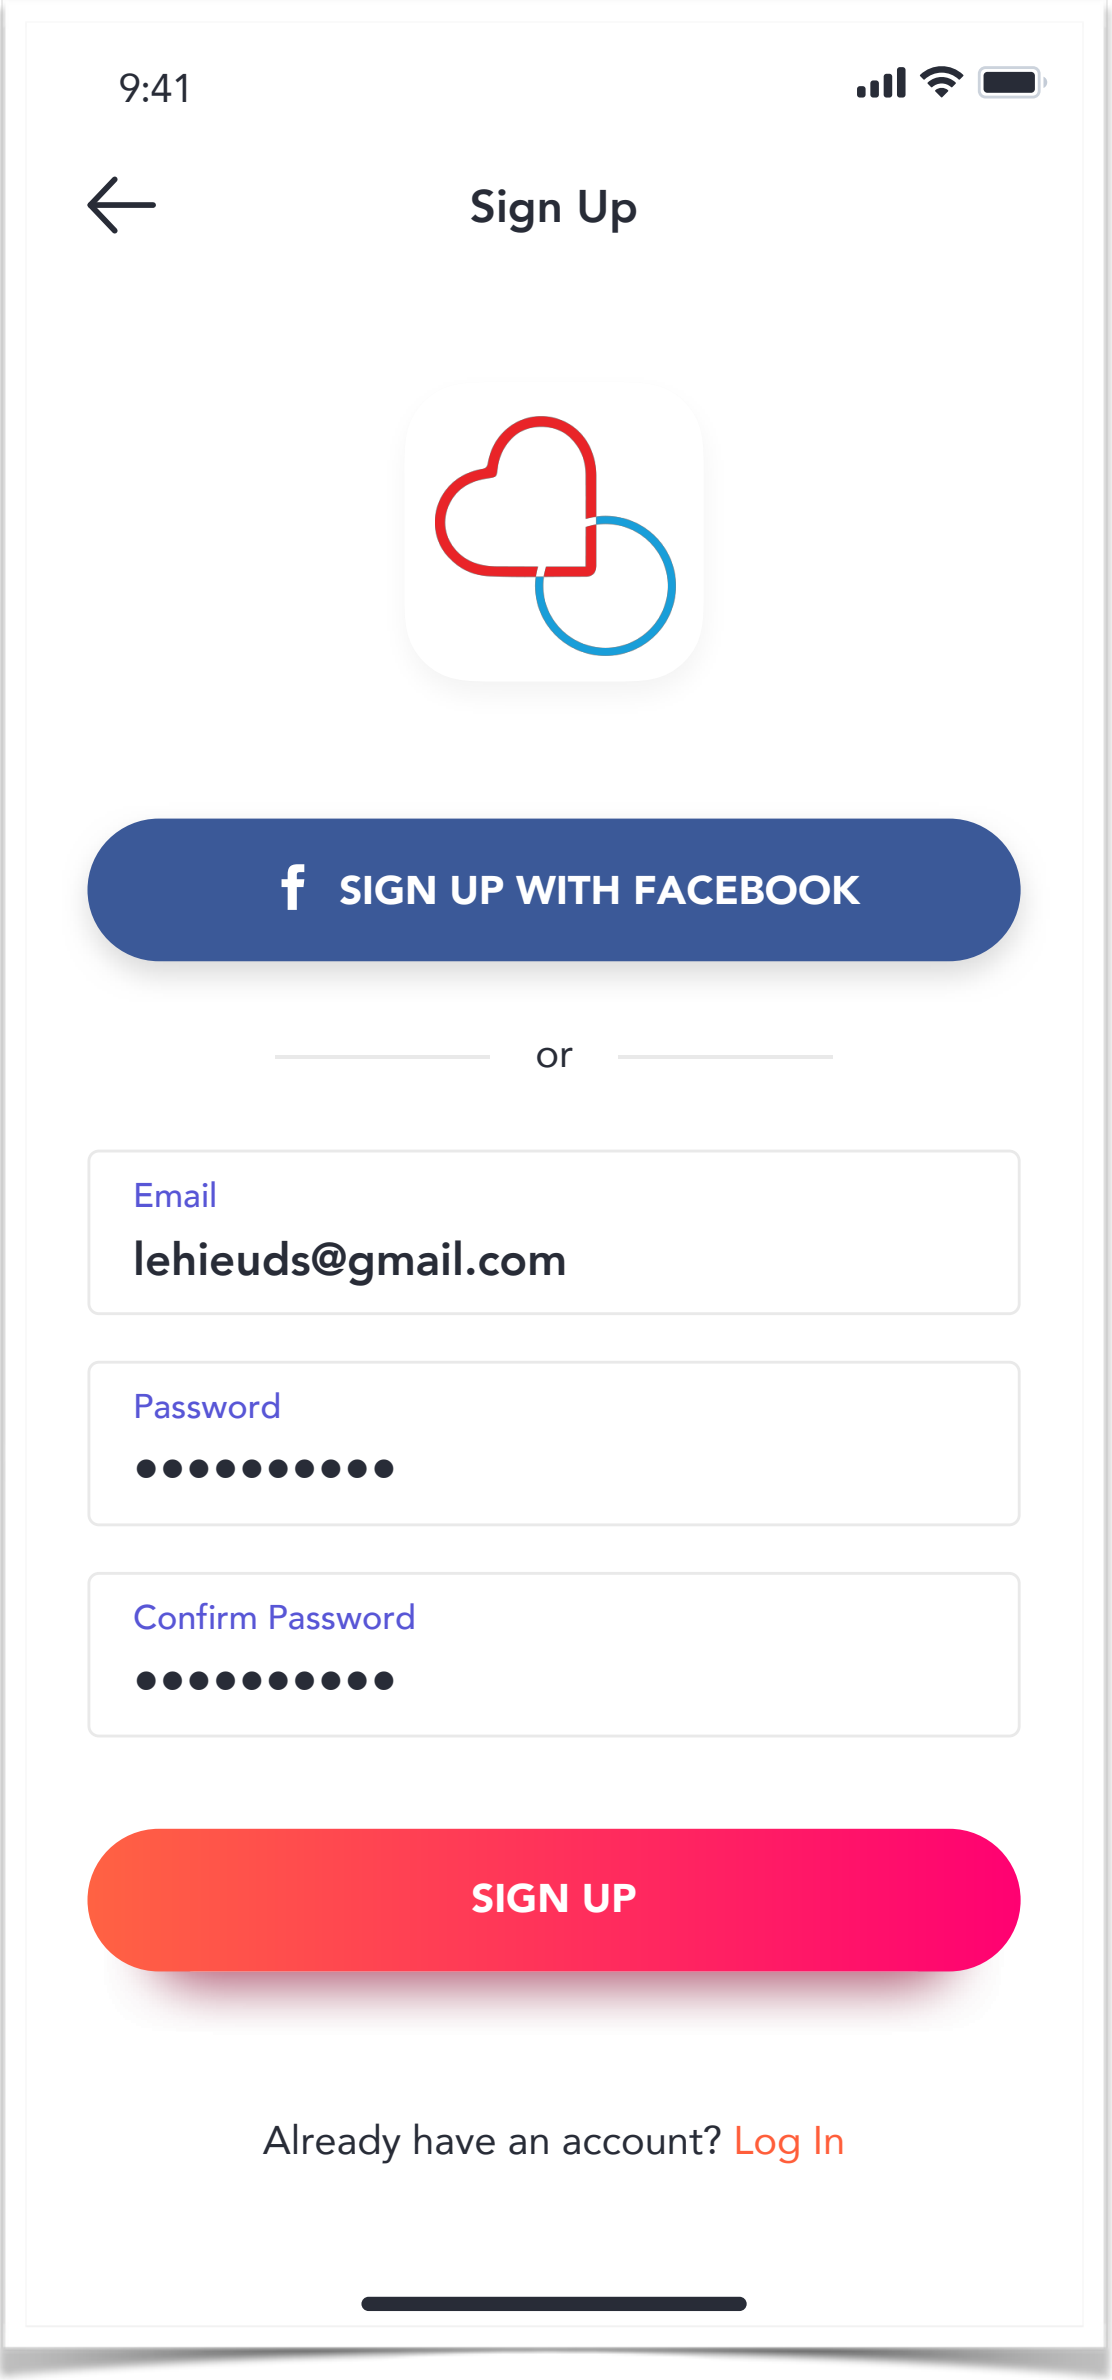 9:41
Sign Up
f SIGN UP WITH FACEBOOK
or
Email
lehieuds@gmail.com
Password
••••••••••
Confirm Password
••••••••••
SIGN UP
Already have an account? Log In